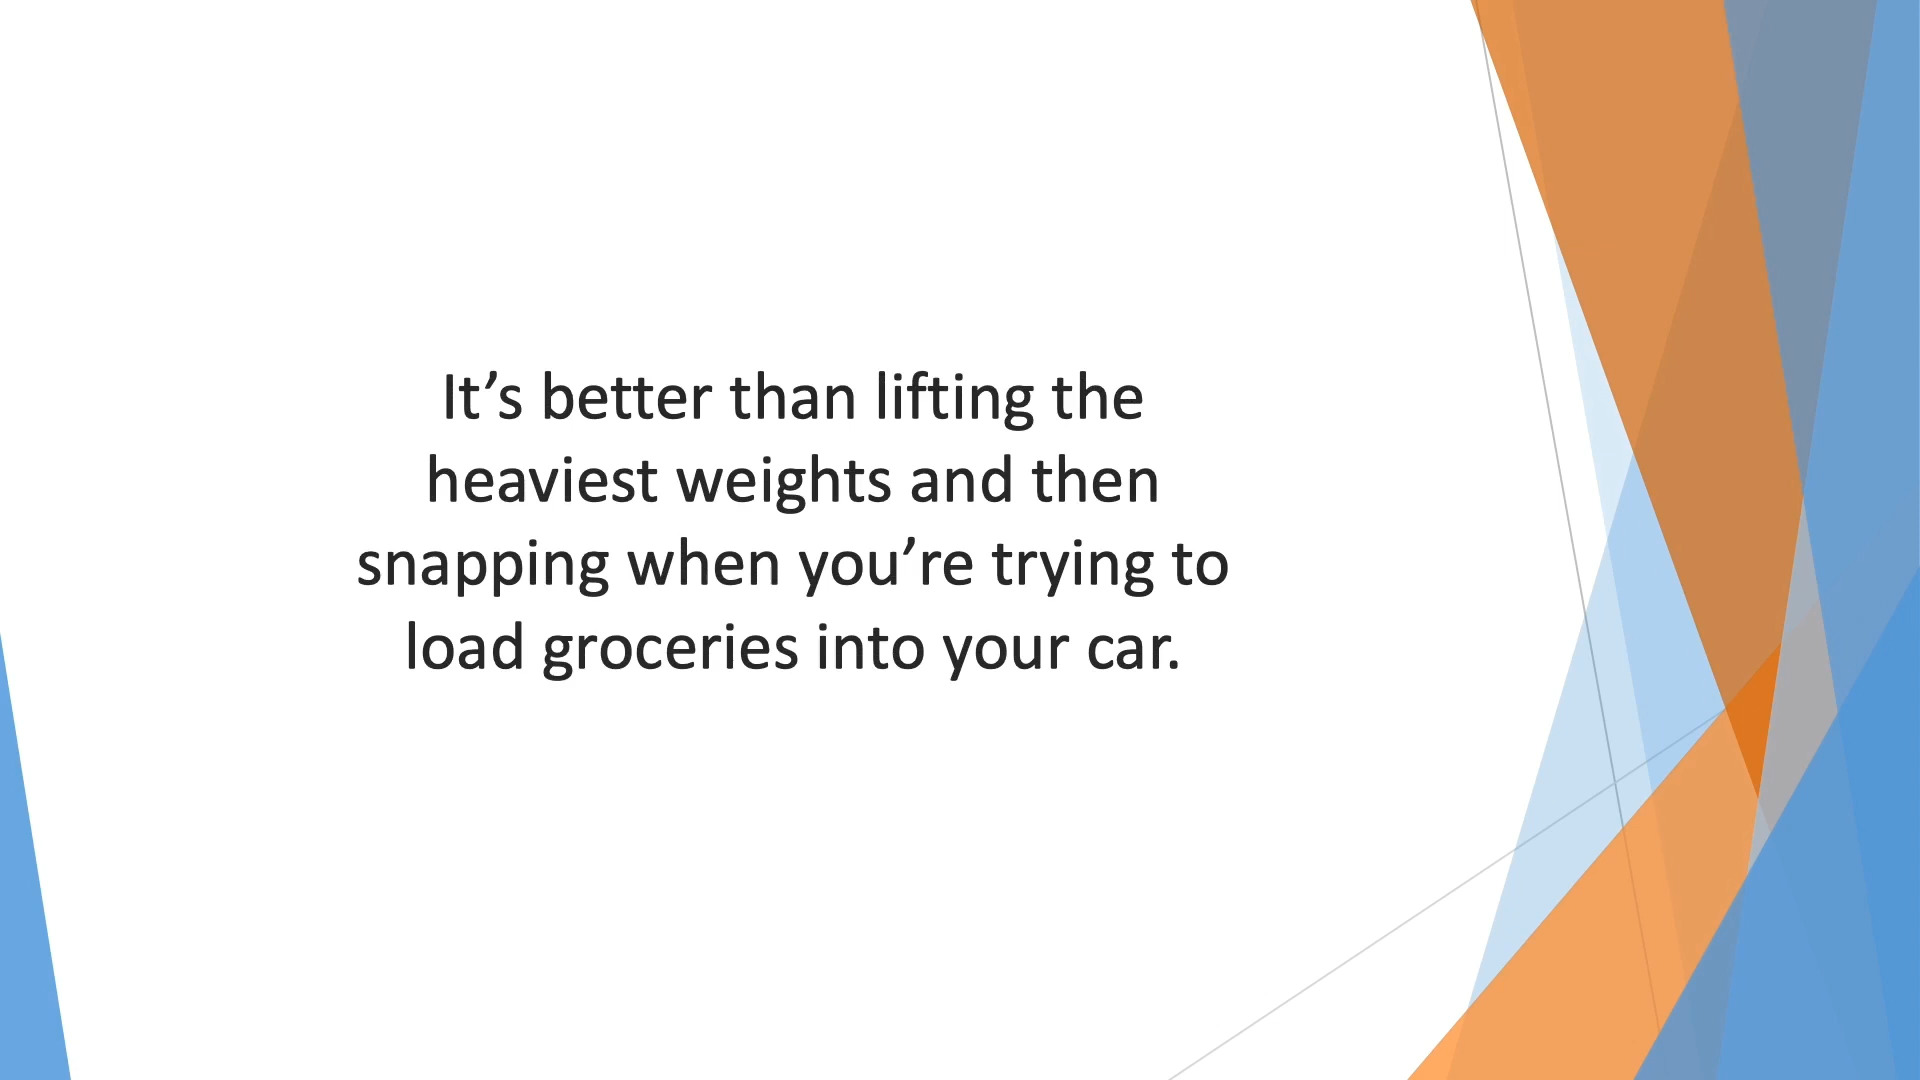 It’s better than lifting the
heaviest weights and then
snapping when you’re trying to
load groceries into your car.